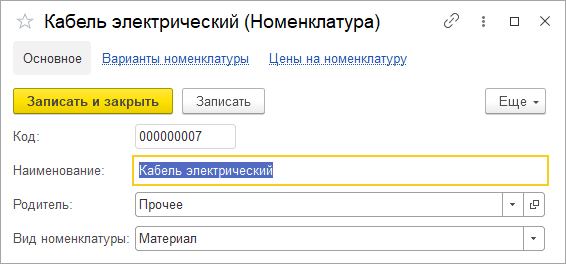 Кабель электрический (Номенклатура)
Основное Варианты номенклатуры Цены на номенклатуру
Записать и закрыть Записать Еще
Код: 000000007
Наименование: Кабель электрический
Родитель: Прочее
Вид номенклатуры: Материал